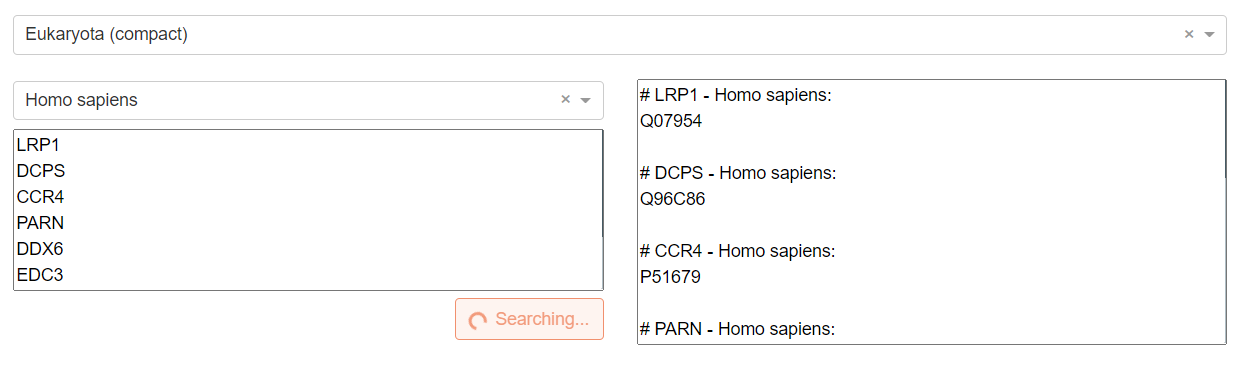 Eukaryota (compact)
Homo sapiens
LRP1
DCPS
CCR4
PARN
DDX6
EDC3
Searching...
# LRP1 - Homo sapiens:
Q07954
# DCPS - Homo sapiens:
Q96C86
# CCR4 - Homo sapiens:
P51679
# PARN - Homo sapiens: